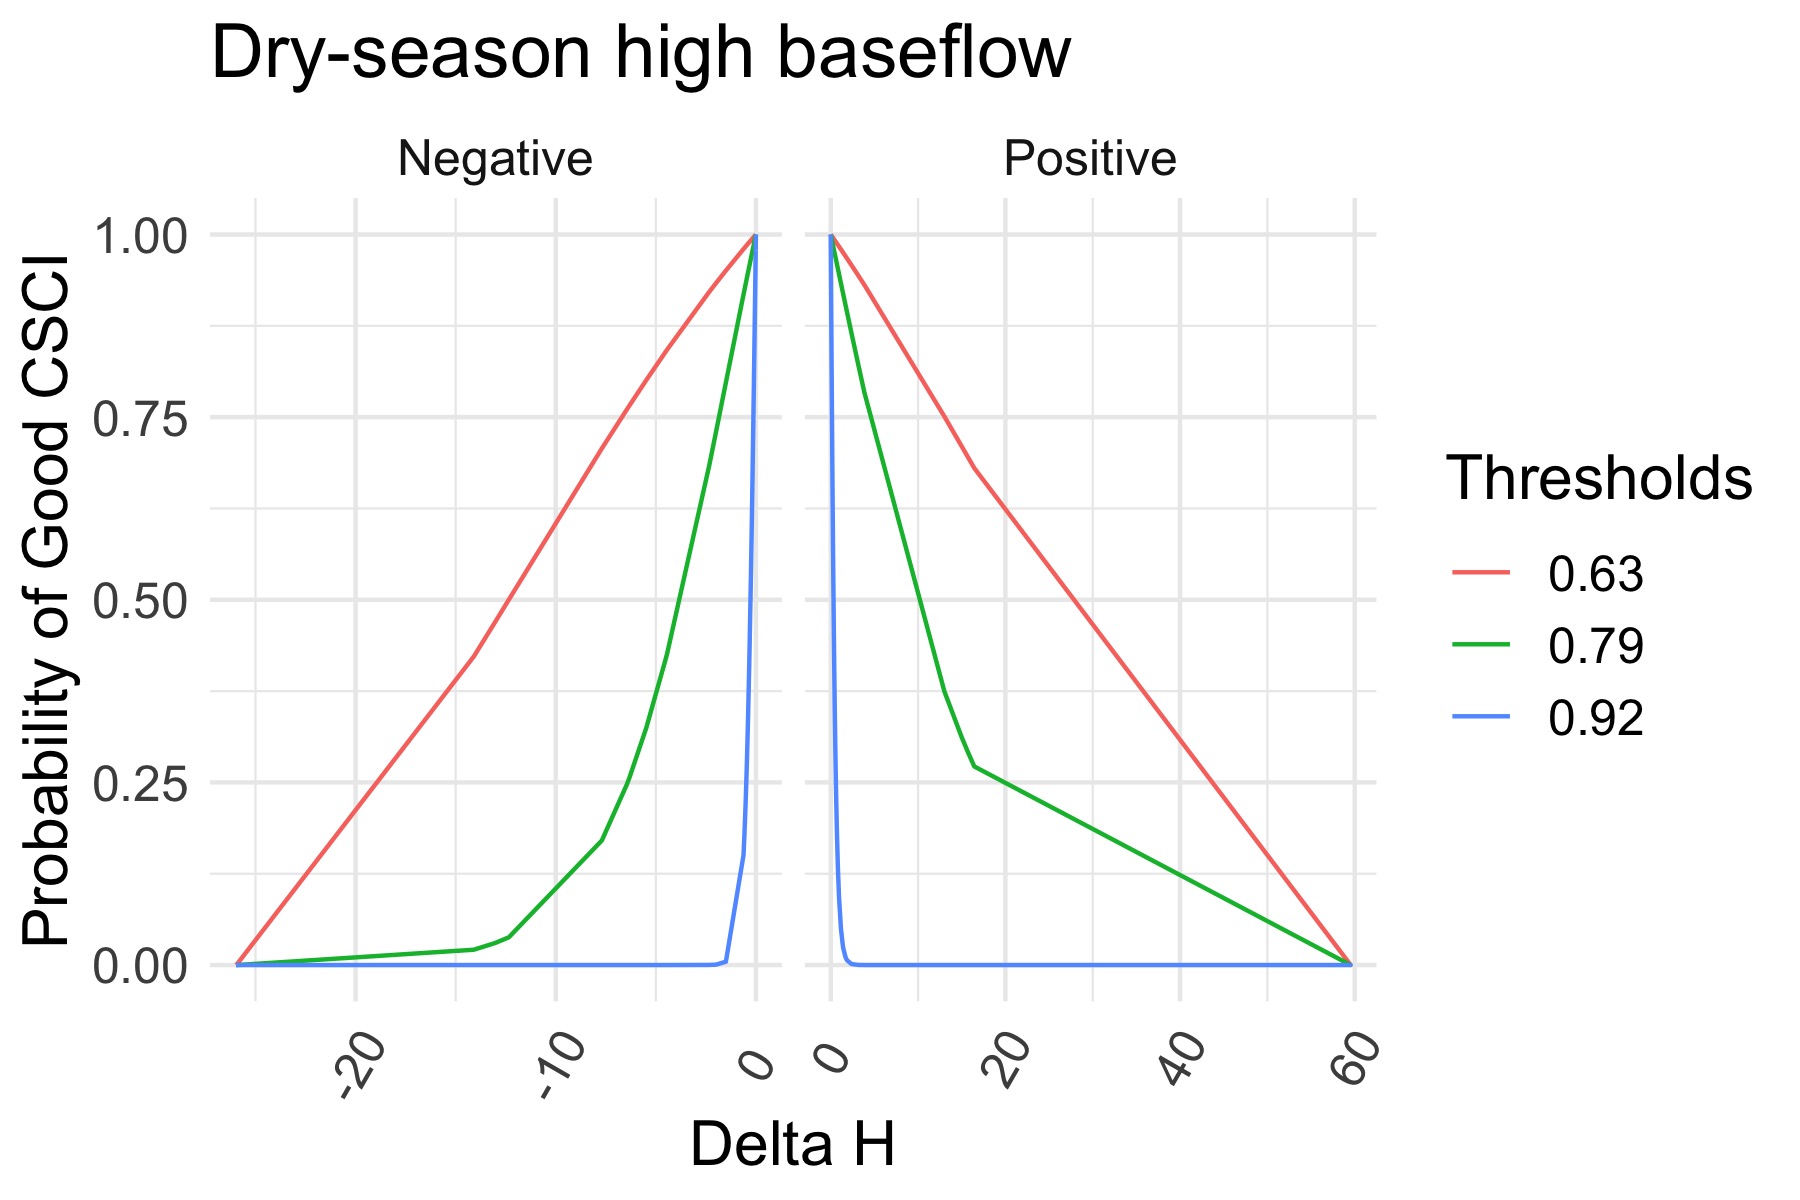 Dry-season high baseflow
Negative
Positive
Probability of Good CSCI
1.00
0.75
0.50
0.25
0.00
-20
-10
0
0
20
40
60
Delta H
Thresholds
0.63
0.79
0.92